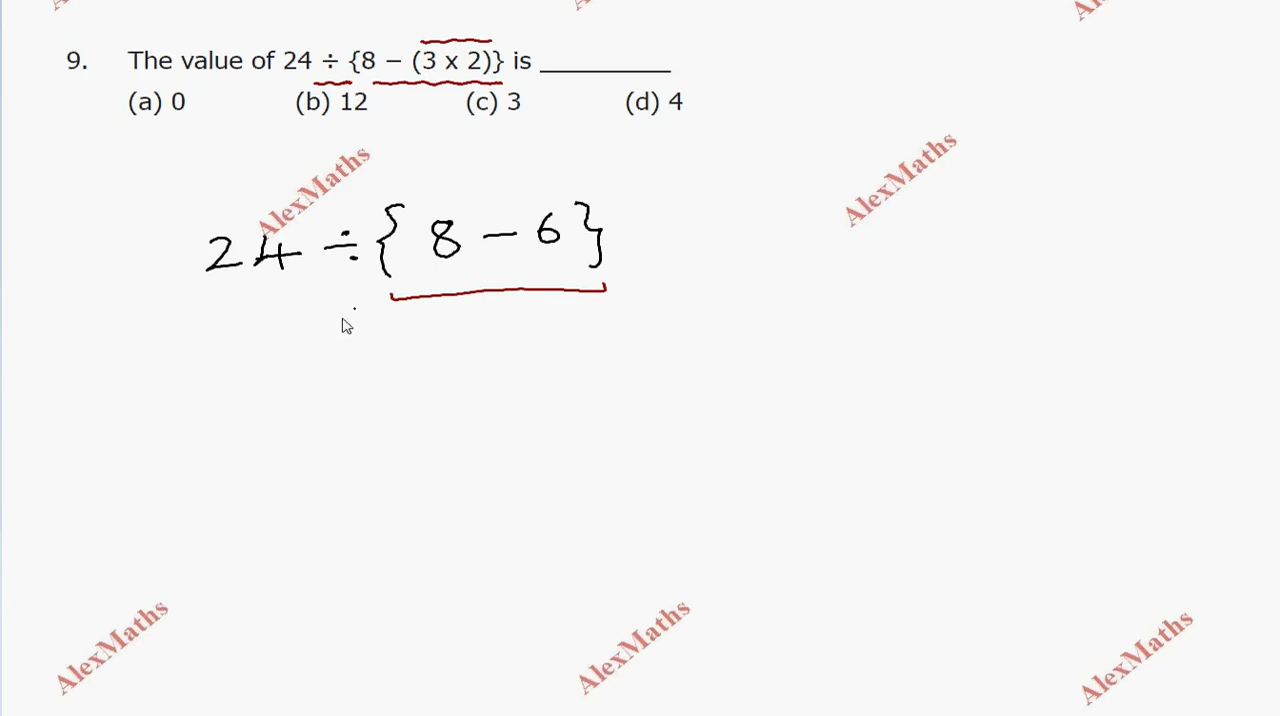 9. The value of 24 ÷ {8 − (3 x 2)} is __________
(a) 0 (b) 12 (c) 3 (d) 4
AlexMaths
AlexMaths
24 ÷ { 8 − 6 }
AlexMaths
AlexMaths
AlexMaths